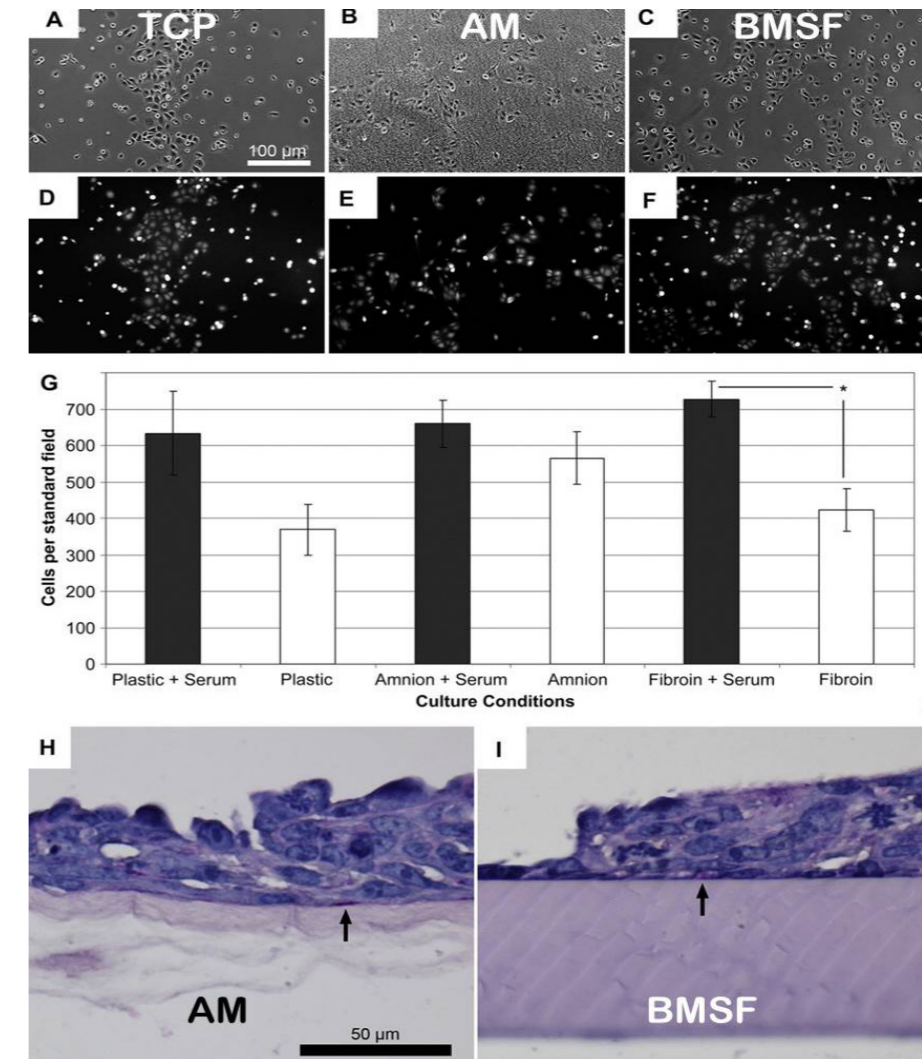 A TCP B AM C BMSF
100 µm
D E F
G
Cells per standard field
700
600
500
400
300
200
100
0
*
Plastic + Serum Plastic Amnion + Serum Amnion Fibroin + Serum Fibroin
Culture Conditions
H I
AM BMSF
50 µm